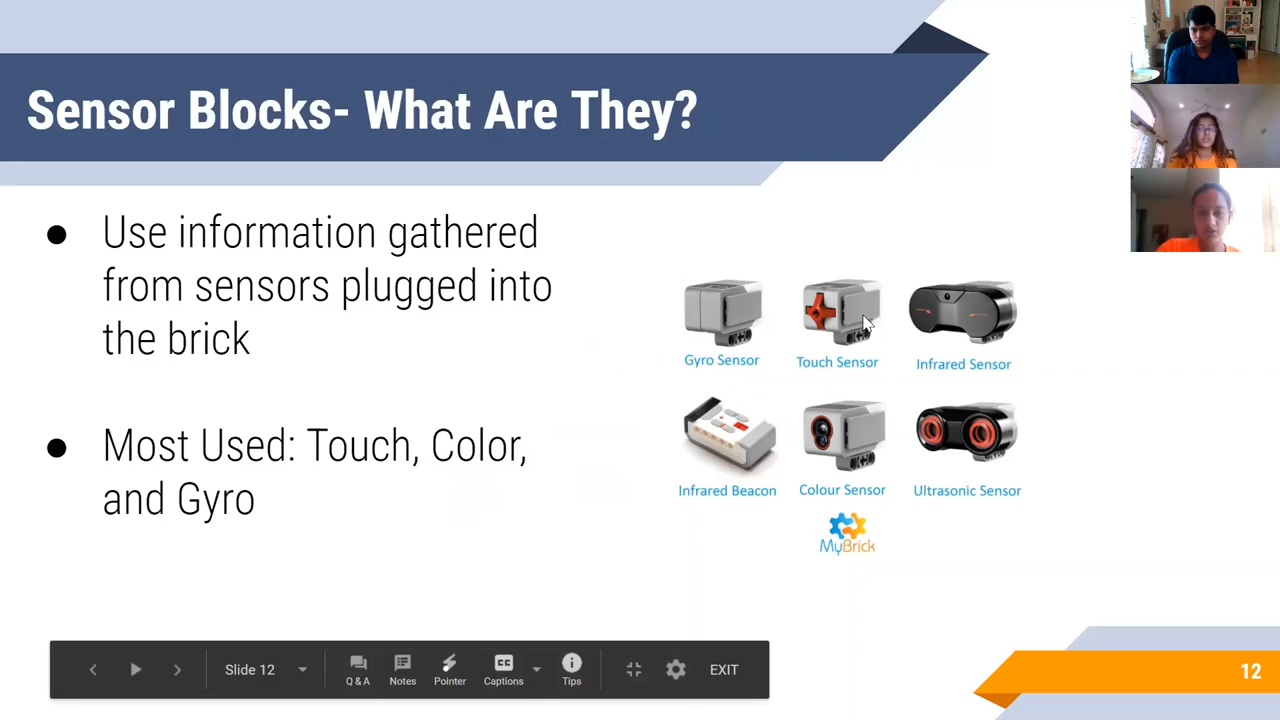 Sensor Blocks- What Are They?
● Use information gathered
from sensors plugged into
the brick
● Most Used: Touch, Color,
and Gyro
Gyro Sensor Touch Sensor Infrared Sensor
Infrared Beacon Colour Sensor Ultrasonic Sensor
MyBrick
Slide 12 Q & A Notes Pointer CC Captions Tips EXIT
12